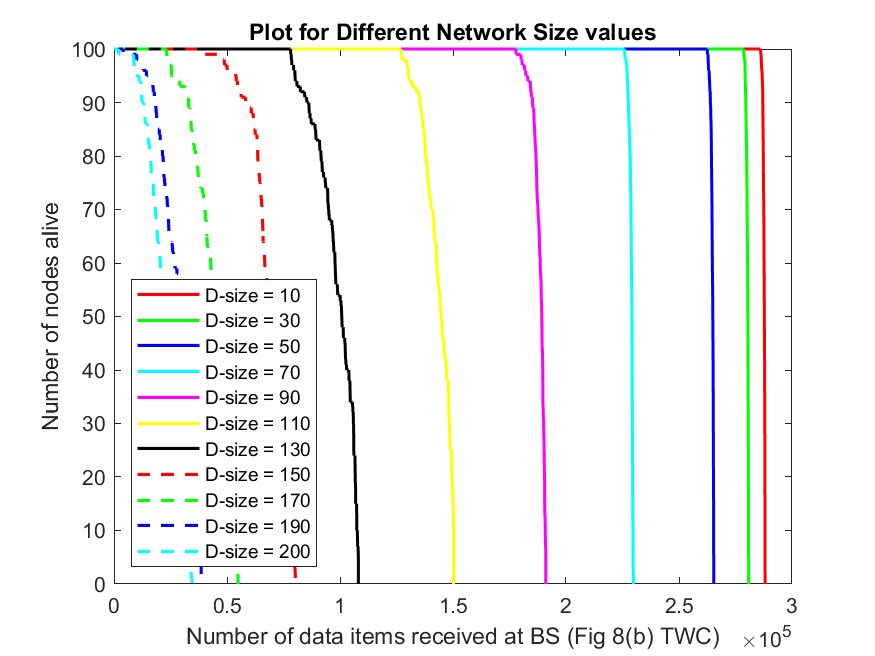 Plot for Different Network Size values
100
90
80
70
60
50
40
30
20
10
0
Number of nodes alive
D-size = 10
D-size = 30
D-size = 50
D-size = 70
D-size = 90
D-size = 110
D-size = 130
D-size = 150
D-size = 170
D-size = 190
D-size = 200
0 0.5 1 1.5 2 2.5 3
Number of data items received at BS (Fig 8(b) TWC) ×10^5